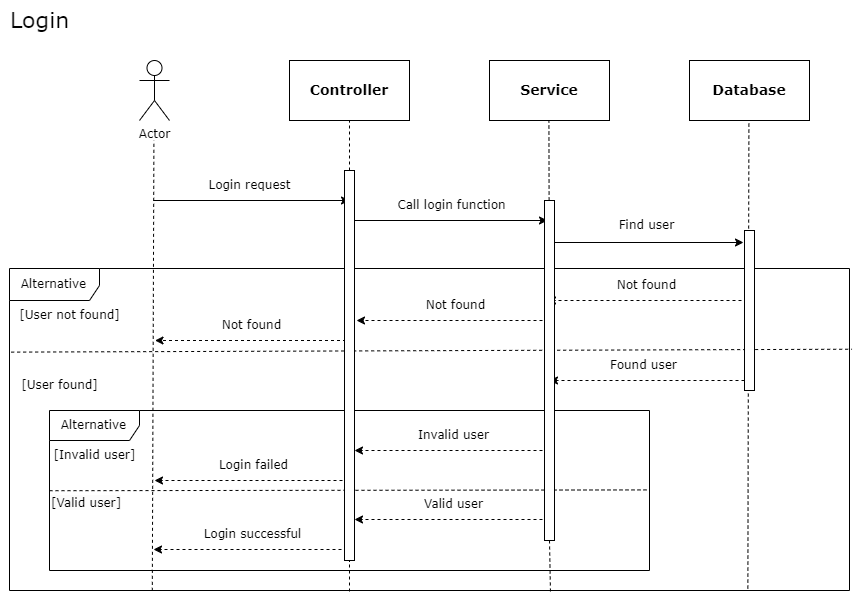 Login
Actor
Controller
Service
Database
Login request
Call login function
Find user
Alternative
[User not found]
Not found
Not found
Not found
Found user
[User found]
Alternative
[Invalid user]
Invalid user
Login failed
[Valid user]
Valid user
Login successful